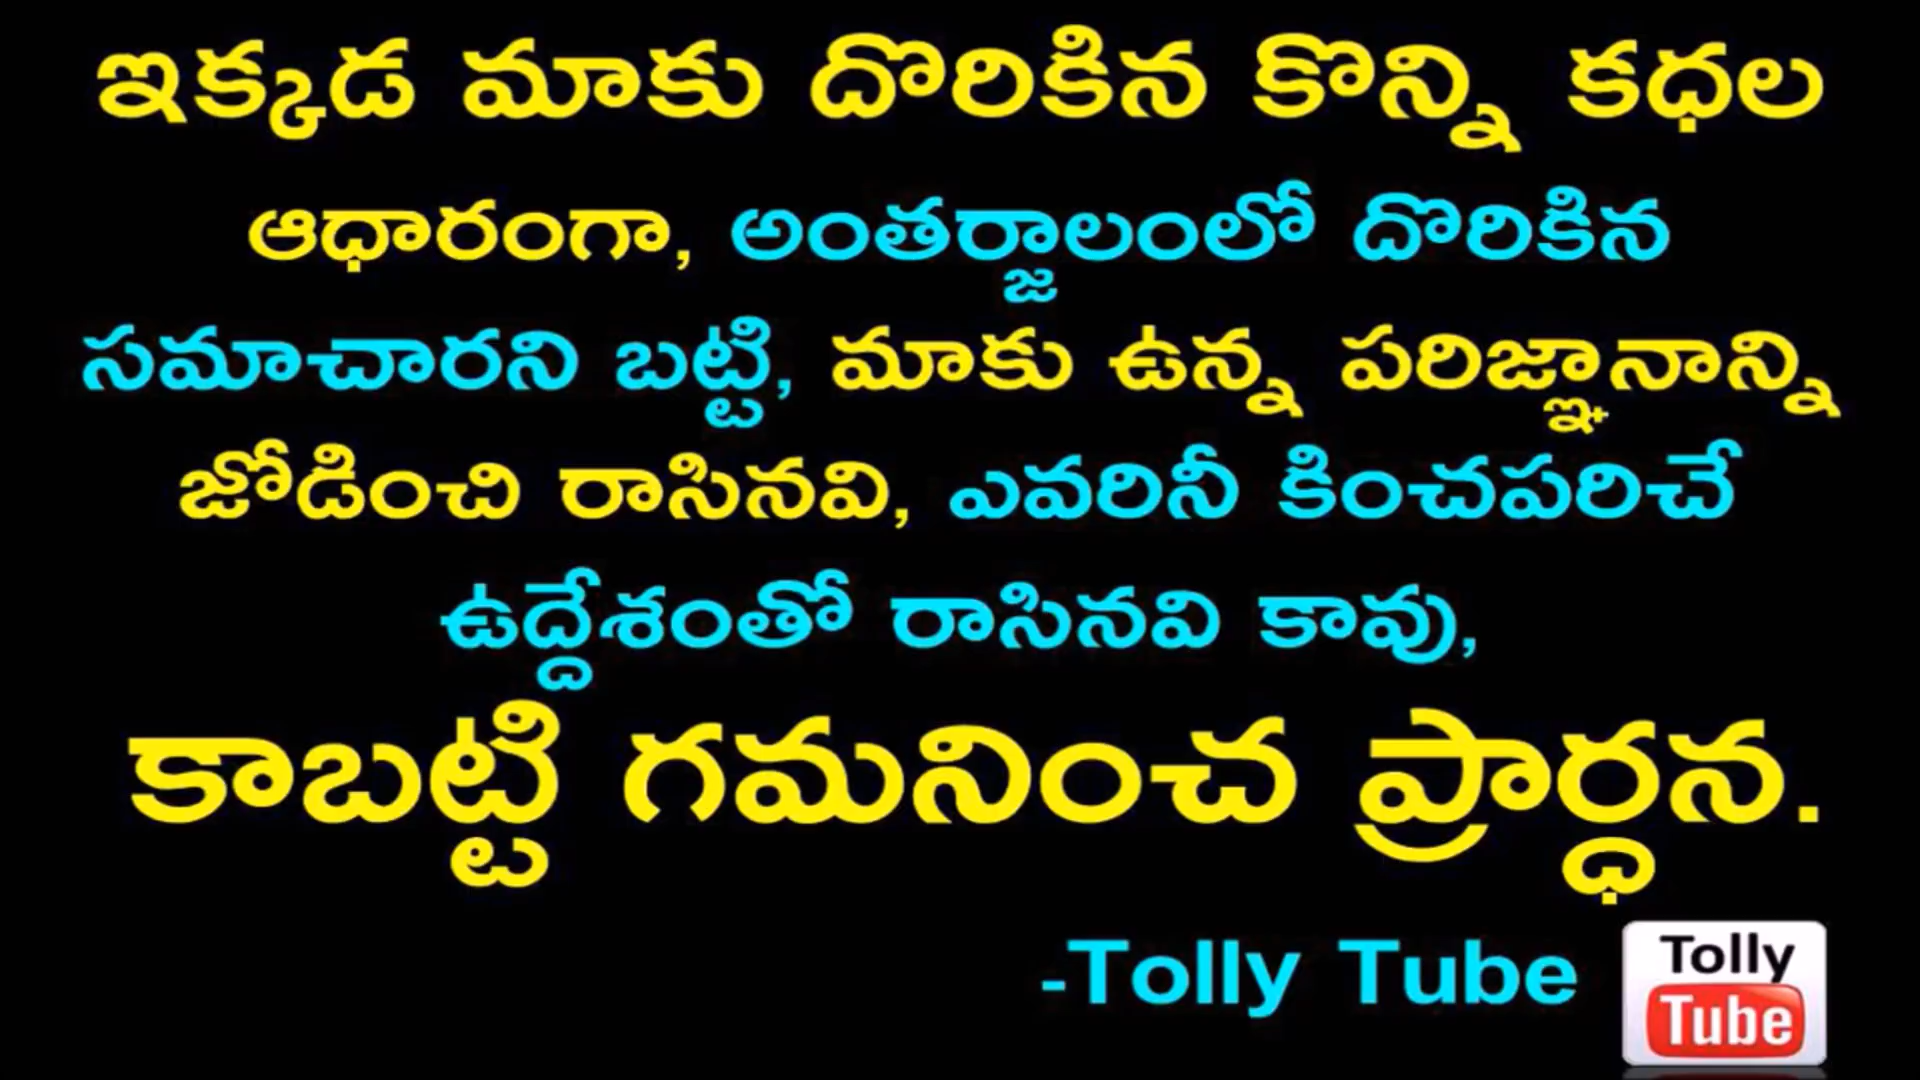 ఇక్కడ మాకు దొరికిన కొన్ని కధల
ఆధారంగా, అంతర్జాలంలో దొరికిన
సమాచారని బట్టి, మాకు ఉన్న పరిజ్ఞానాన్ని
జోడించి రాసినవి, ఎవరినీ కించపరిచే
ఉద్దేశంతో రాసినవి కావు,
కాబట్టి గమనించ ప్రార్ధన.
-Tolly Tube
Tolly
Tube